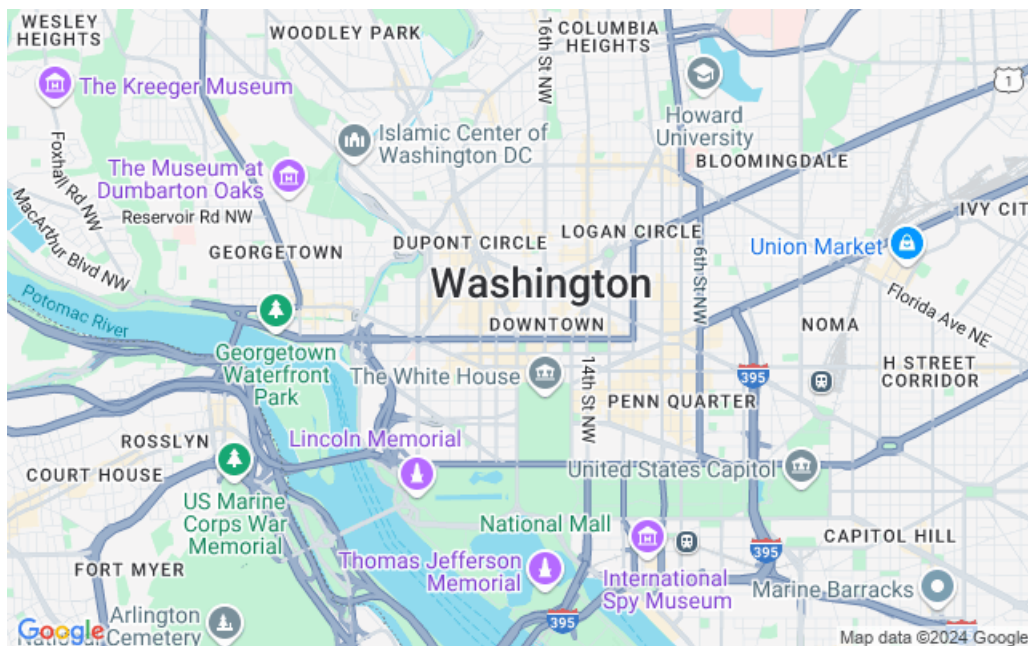 WESLEY
HEIGHTS
WOODLEY PARK
16th St NW
COLUMBIA
HEIGHTS
1
The Kreeger Museum
Howard
University
Islamic Center of
Washington DC
BLOOMINGDALE
Foxhall Rd NW
The Museum at
Dumbarton Oaks
MacArthur Blvd NW
Reservoir Rd NW
IVY CIT
GEORGETOWN
DUPONT CIRCLE
LOGAN CIRCLE
6th St NW
Union Market
Washington
Potomac River
Florida Ave NE
DOWNTOWN
NOMA
Georgetown
Waterfront
Park
The White House
14th St NW
395
H STREET
CORRIDOR
PENN QUARTER
ROSSLYN
Lincoln Memorial
COURT HOUSE
United States Capitol
US Marine
Corps War
Memorial
National Mall
CAPITOL HILL
395
Thomas Jefferson
Memorial
International
Spy Museum
FORT MYER
Marine Barracks
395
Arlington
National Cemetery
Google
Map data ©2024 Google